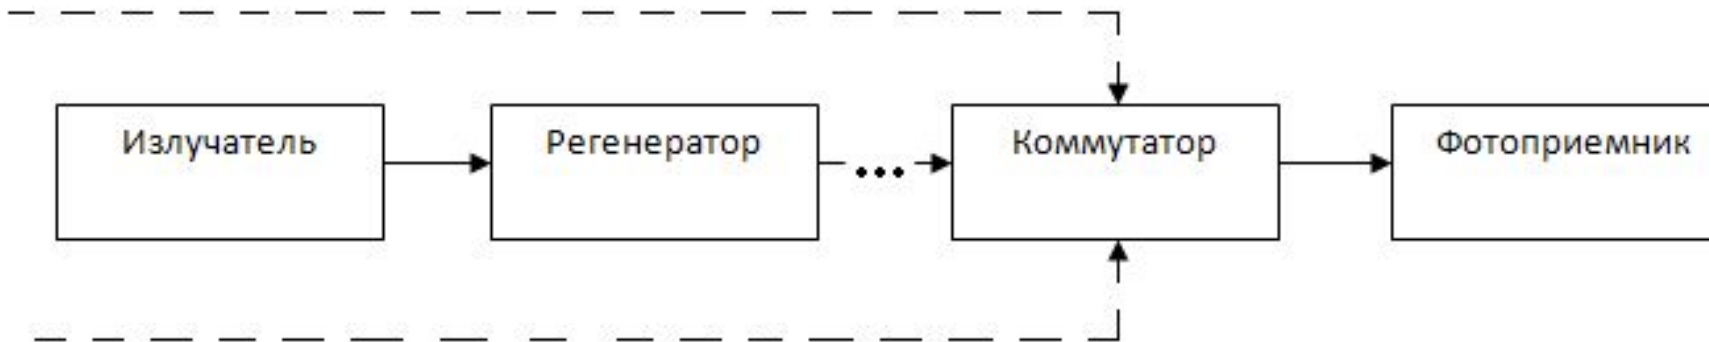 Излучатель
Регенератор
...
Коммутатор
Фотоприемник